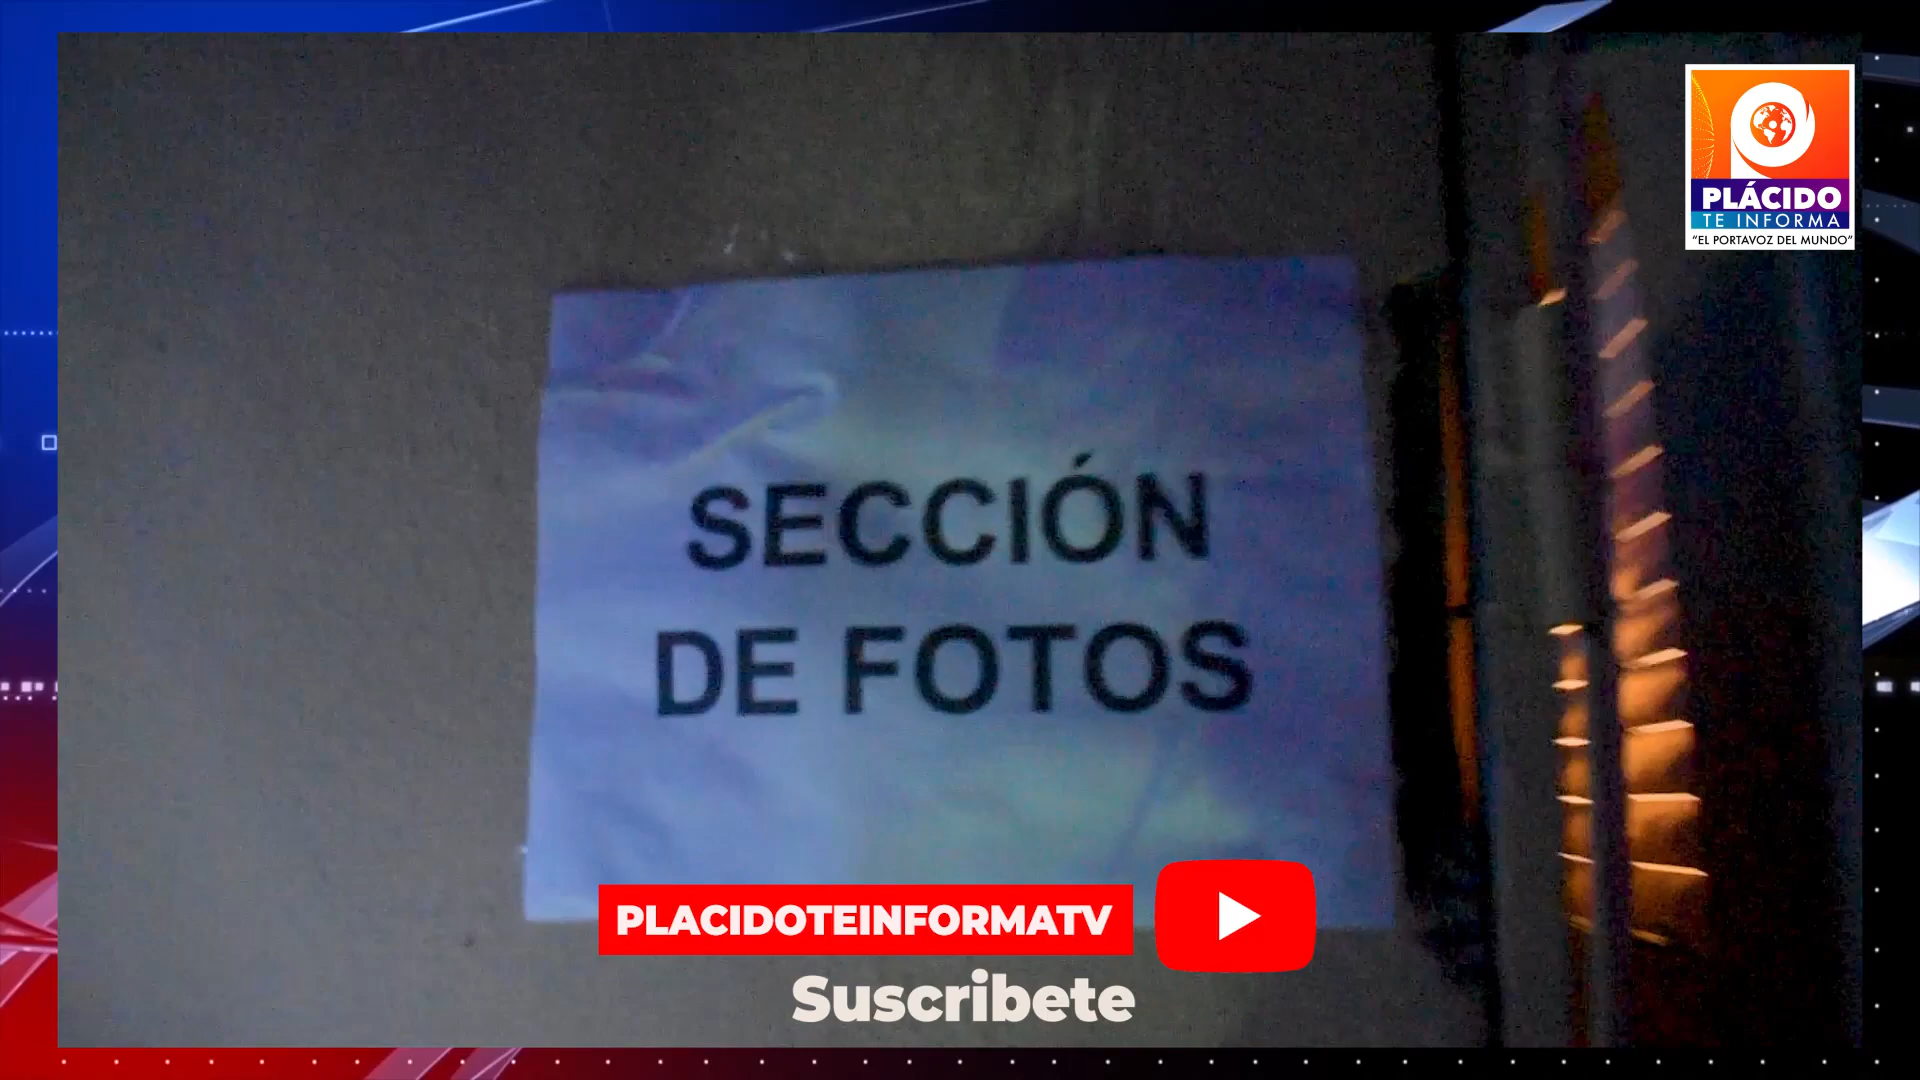 PLÁCIDO
TE INFORMA
“EL PORTAVOZ DEL MUNDO”
SECCIÓN
DE FOTOS
PLACIDOTEINFORMATV
Suscribete